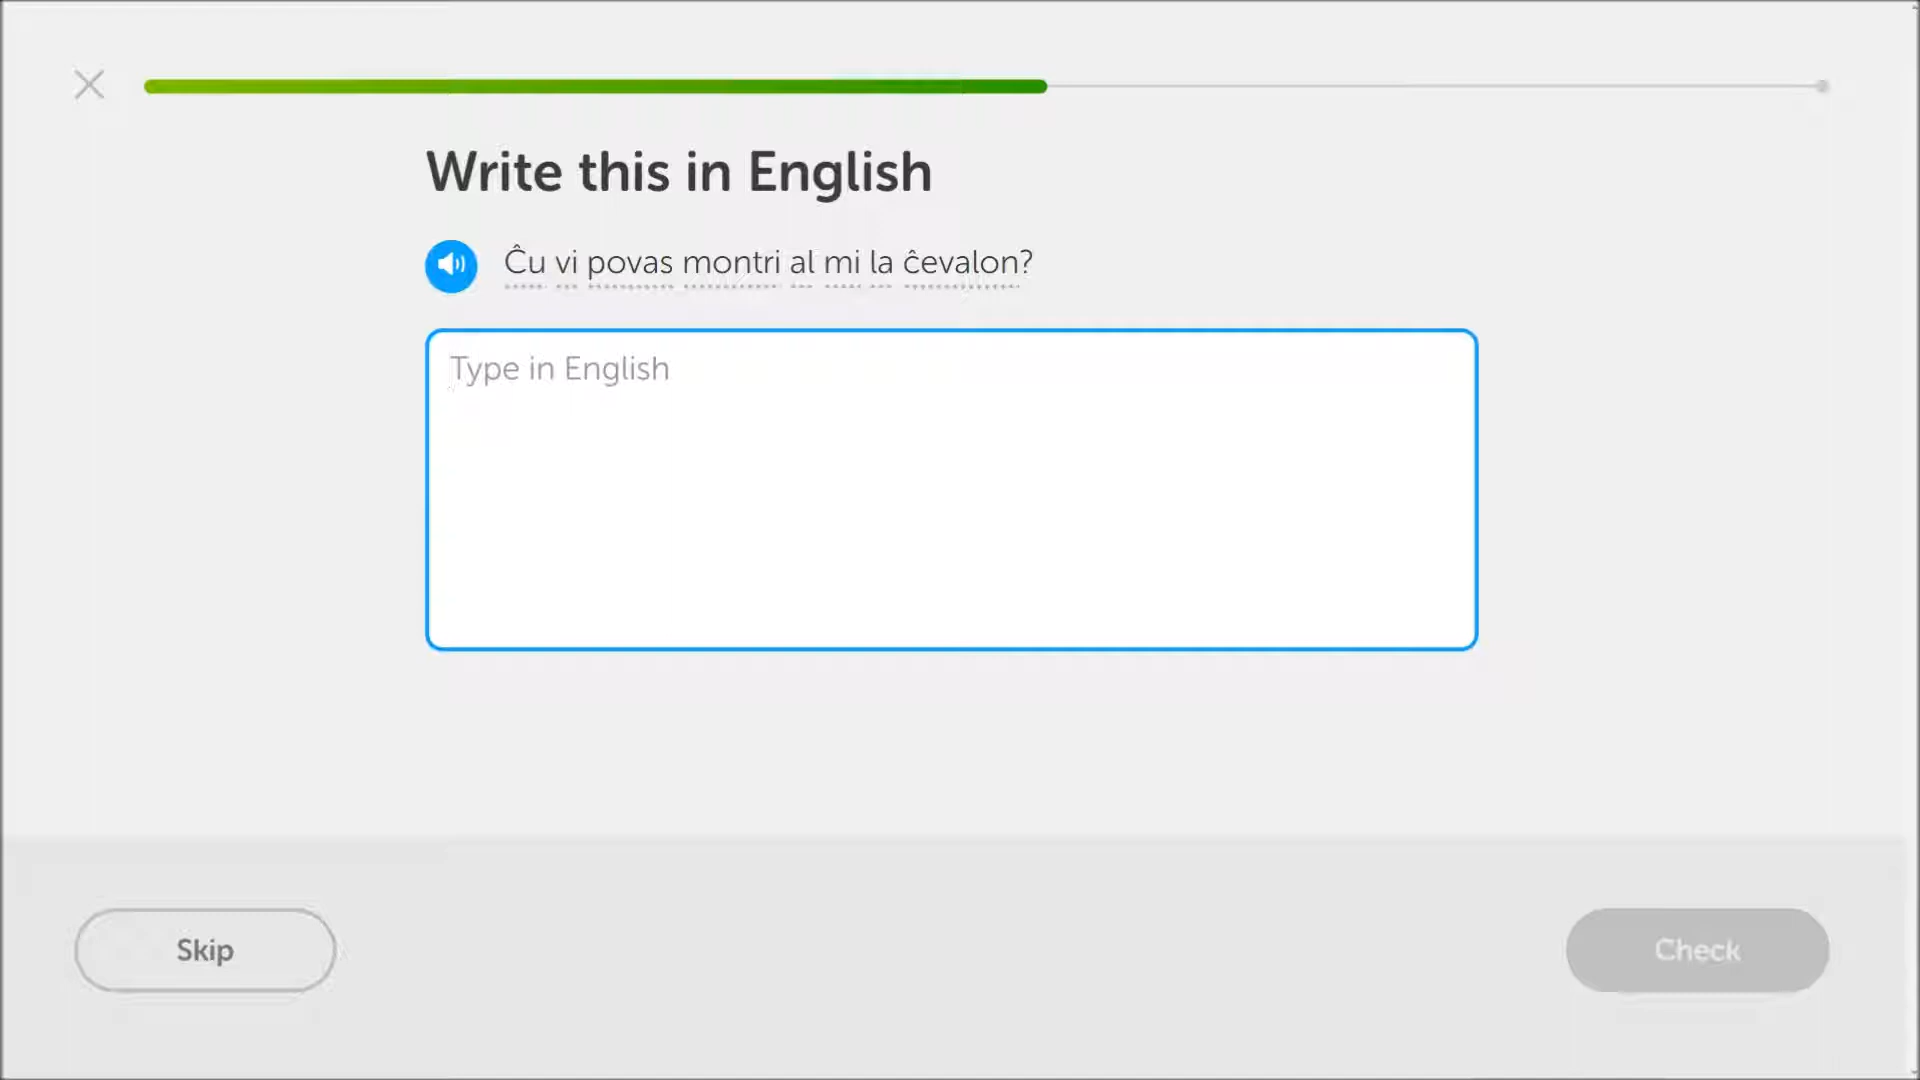 Write this in English
Ĉu vi povas montri al mi la ĉevalon?
Type in English
Skip
Check